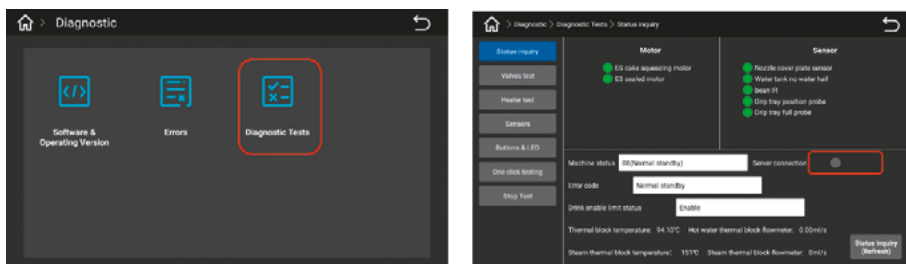 > Diagnostic
Software &
Operating Version
Errors
Diagnostic Tests
> Diagnostic > Diagnostic Tests > Status inquiry
Status inquiry
Valves test
Heater test
Sensors
Buttons & LED
One click testing
Stop Test
Motor
ES cake squeezing motor
ES sealed motor
Sensor
Nozzle cover plate sensor
Water tank no water hall
bean IR
Drip tray position probe
Drip tray full probe
Machine status 00(Normal standby) Server connection
Error code Normal standby
Drink enable limit status Enable
Thermal block temperature: 94.10℃ Hot water thermal block flowmeter: 0.00ml/s
Steam thermal block temperature: 151℃ Steam thermal block flowmeter: 0ml/s
Status inquiry
(Refresh)